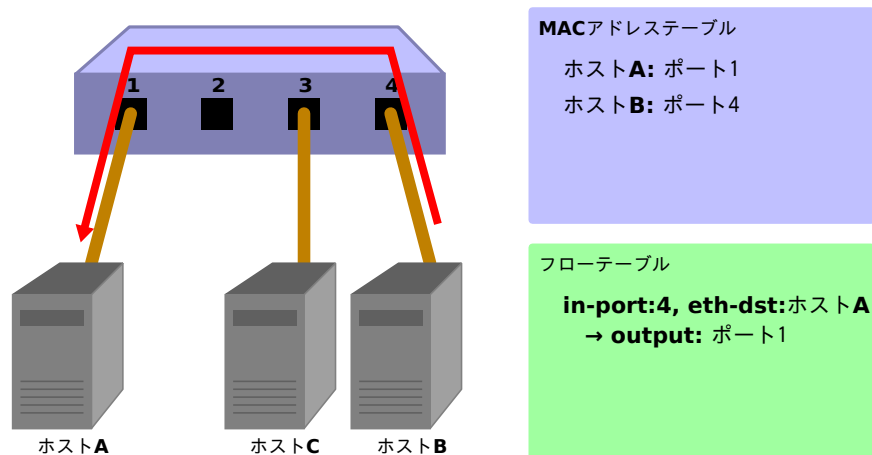 1 2 3 4
ホストA
ホストC
ホストB
MACアドレステーブル
ホストA: ポート1
ホストB: ポート4
フローテーブル
in-port:4, eth-dst:ホストA
→ output: ポート1